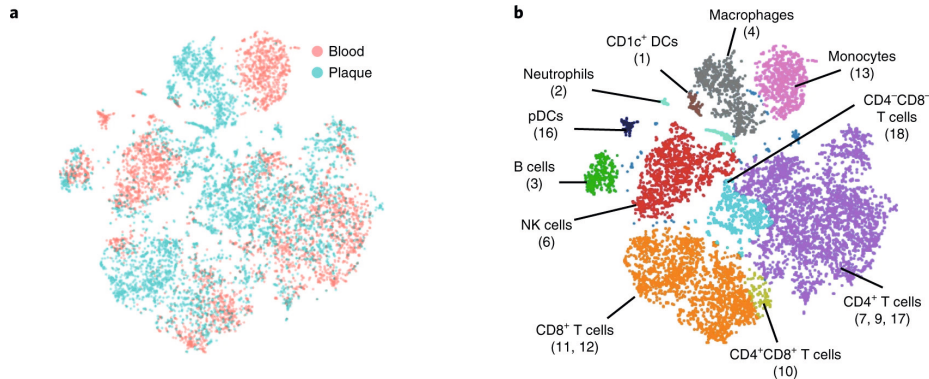 a
Blood
Plaque
b
Macrophages
(4)
CD1c⁺ DCs
(1)
Neutrophils
(2)
Monocytes
(13)
pDCs
(16)
CD4⁻CD8⁻
T cells
(18)
B cells
(3)
NK cells
(6)
CD4⁺ T cells
(7, 9, 17)
CD8⁺ T cells
(11, 12)
CD4⁺CD8⁺ T cells
(10)